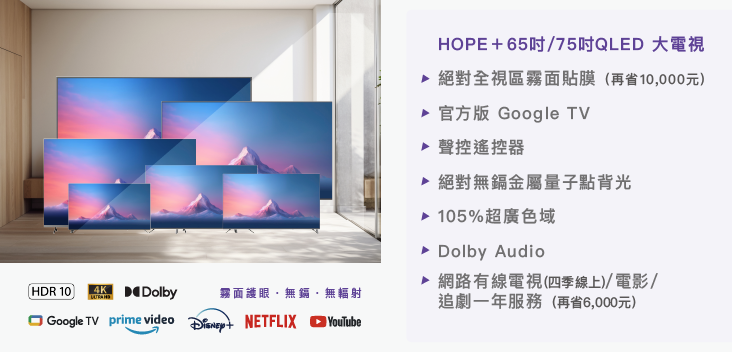 HOPE+65吋/75吋QLED 大電視
絕對全視區霧面貼膜（再省10,000元）
官方版 Google TV
聲控遙控器
絕對無鎘金屬量子點背光
105%超廣色域
Dolby Audio
網路有線電視(四季線上)/電影/
追劇一年服務（再省6,000元）
HDR 10
4K
ULTRA HD
Dolby
霧面護眼．無鎘．無輻射
Google TV
prime video
Disney+
NETFLIX
YouTube